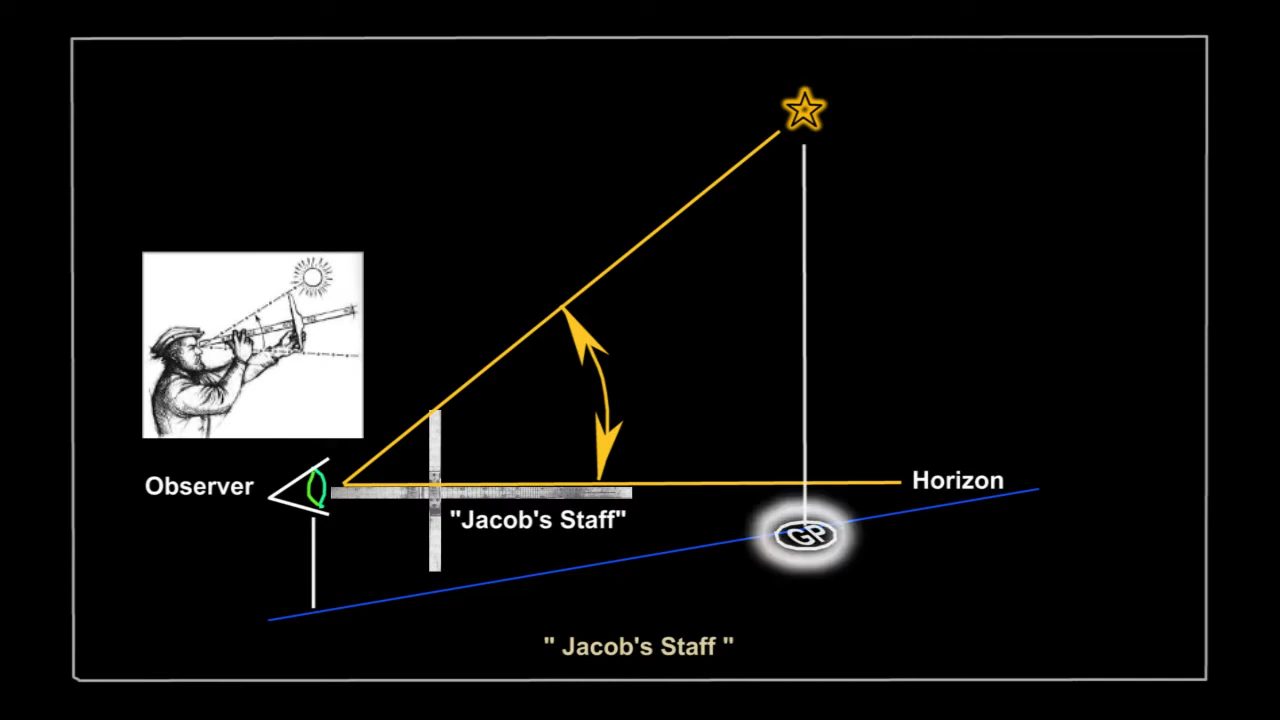 Observer
Horizon
"Jacob's Staff"
GP
" Jacob's Staff "